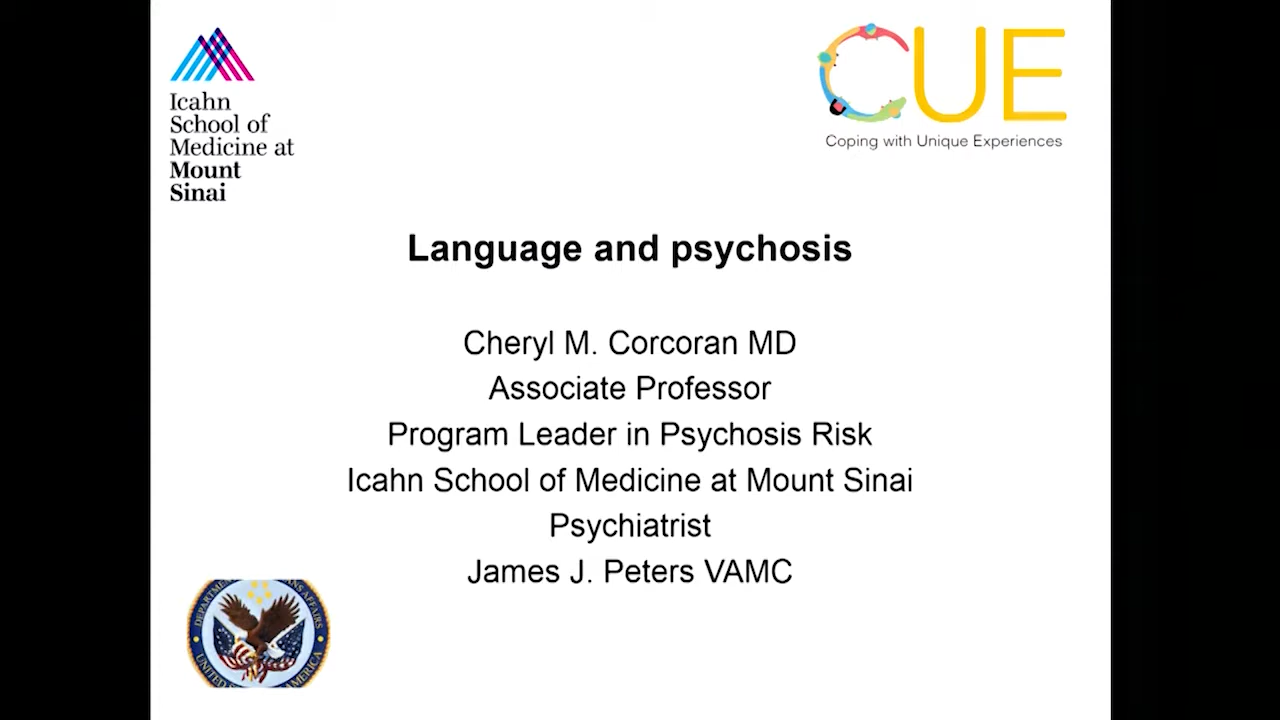 Icahn
School of
Medicine at
Mount
Sinai
CUE
Coping with Unique Experiences
Language and psychosis
Cheryl M. Corcoran MD
Associate Professor
Program Leader in Psychosis Risk
Icahn School of Medicine at Mount Sinai
Psychiatrist
James J. Peters VAMC